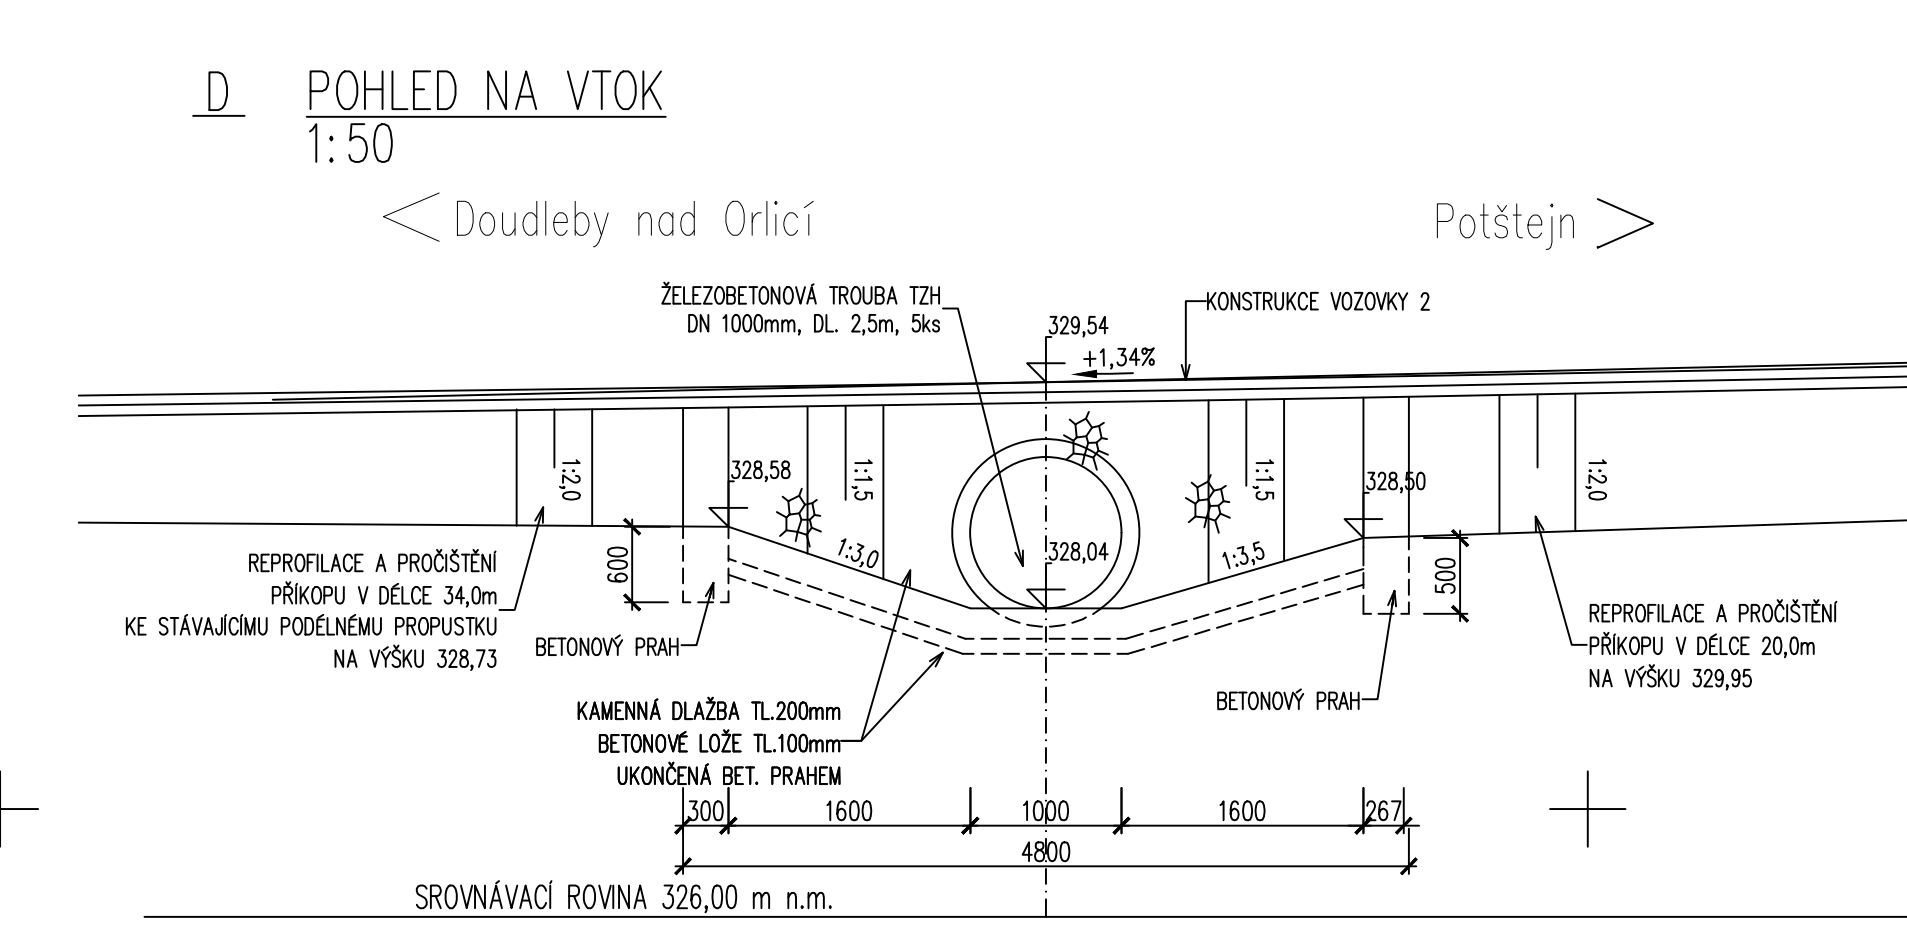 D POHLED NA VTOK
1:50
Doudleby nad Orlicí
Potštejn
ŽELEZOBETONOVÁ TROUBA TZH
DN 1000mm, DL. 2,5m, 5ks
329,54
+1,34%
KONSTRUKCE VOZOVKY 2
1:2,0
328,58
1:1,5
1:1,5
328,50
1:2,0
1:3,0
328,04
1:3,5
600
500
REPROFILACE A PROČIŠTĚNÍ
PŘÍKOPU V DÉLCE 34,0m
KE STÁVAJÍCÍMU PODÉLNÉMU PROPUSTKU
NA VÝŠKU 328,73
BETONOVÝ PRAH
BETONOVÝ PRAH
REPROFILACE A PROČIŠTĚNÍ
PŘÍKOPU V DÉLCE 20,0m
NA VÝŠKU 329,95
KAMENNÁ DLAŽBA TL.200mm
BETONOVÉ LOŽE TL.100mm
UKONČENÁ BET. PRAHEM
300 1600 1000 1600 267
4800
SROVNÁVACÍ ROVINA 326,00 m n.m.